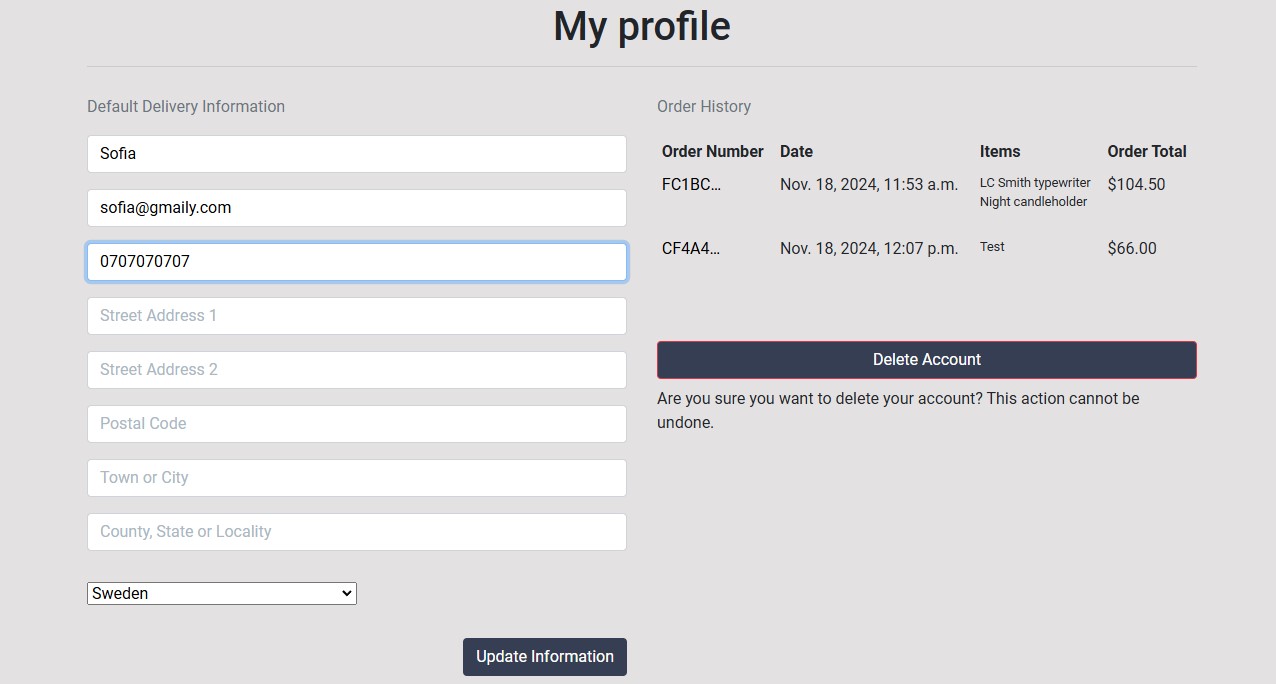 My profile
Default Delivery Information
Sofia
sofia@gmaily.com
0707070707
Street Address 1
Street Address 2
Postal Code
Town or City
County, State or Locality
Sweden
Update Information
Order History
Order Number Date Items Order Total
FC1BC... Nov. 18, 2024, 11:53 a.m. LC Smith typewriter $104.50
Night candleholder
CF4A4... Nov. 18, 2024, 12:07 p.m. Test $66.00
Delete Account
Are you sure you want to delete your account? This action cannot be
undone.